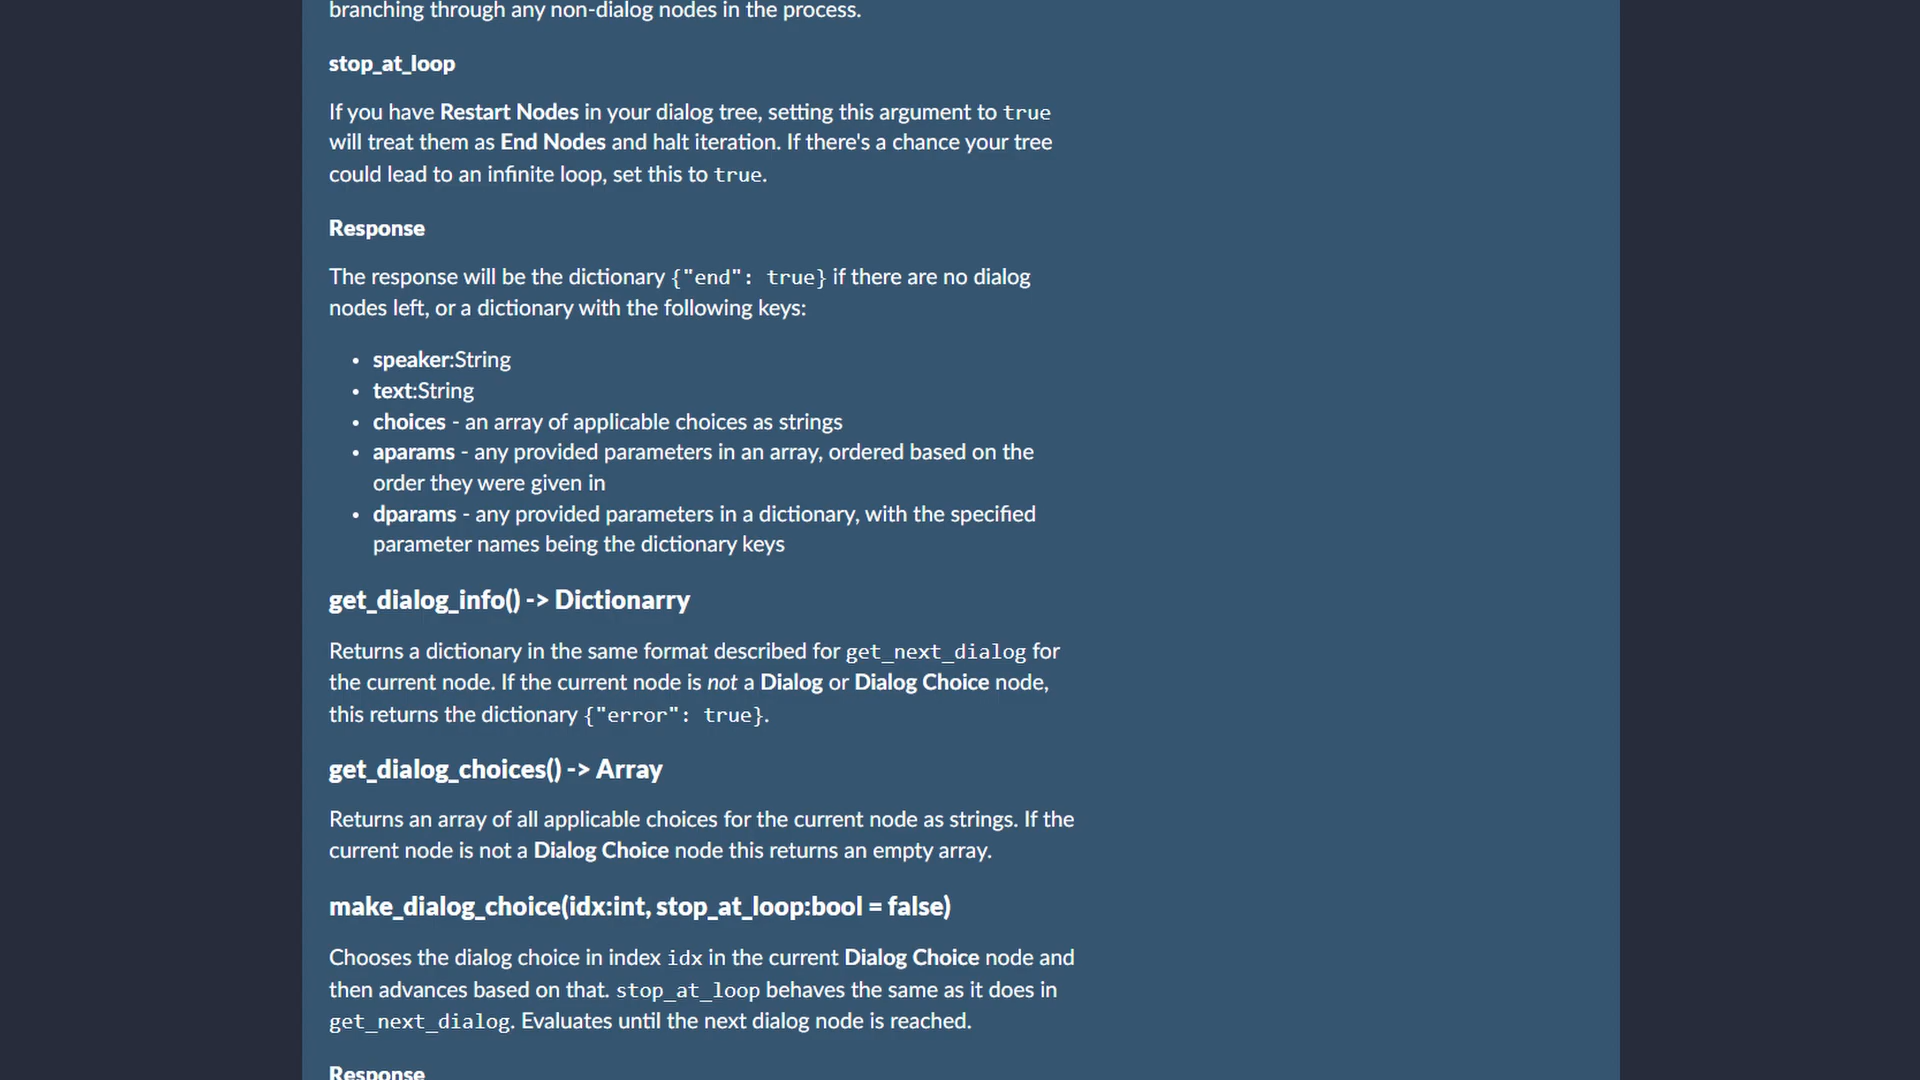 branching through any non-dialog nodes in the process.
stop_at_loop
If you have Restart Nodes in your dialog tree, setting this argument to true
will treat them as End Nodes and halt iteration. If there's a chance your tree
could lead to an infinite loop, set this to true.
Response
The response will be the dictionary {"end": true} if there are no dialog
nodes left, or a dictionary with the following keys:
• speaker:String
• text:String
• choices - an array of applicable choices as strings
• aparams - any provided parameters in an array, ordered based on the
order they were given in
• dparams - any provided parameters in a dictionary, with the specified
parameter names being the dictionary keys
get_dialog_info() -> Dictionarry
Returns a dictionary in the same format described for get_next_dialog for
the current node. If the current node is not a Dialog or Dialog Choice node,
this returns the dictionary {"error": true}.
get_dialog_choices() -> Array
Returns an array of all applicable choices for the current node as strings. If the
current node is not a Dialog Choice node this returns an empty array.
make_dialog_choice(idx:int, stop_at_loop:bool = false)
Chooses the dialog choice in index idx in the current Dialog Choice node and
then advances based on that. stop_at_loop behaves the same as it does in
get_next_dialog. Evaluates until the next dialog node is reached.
Response